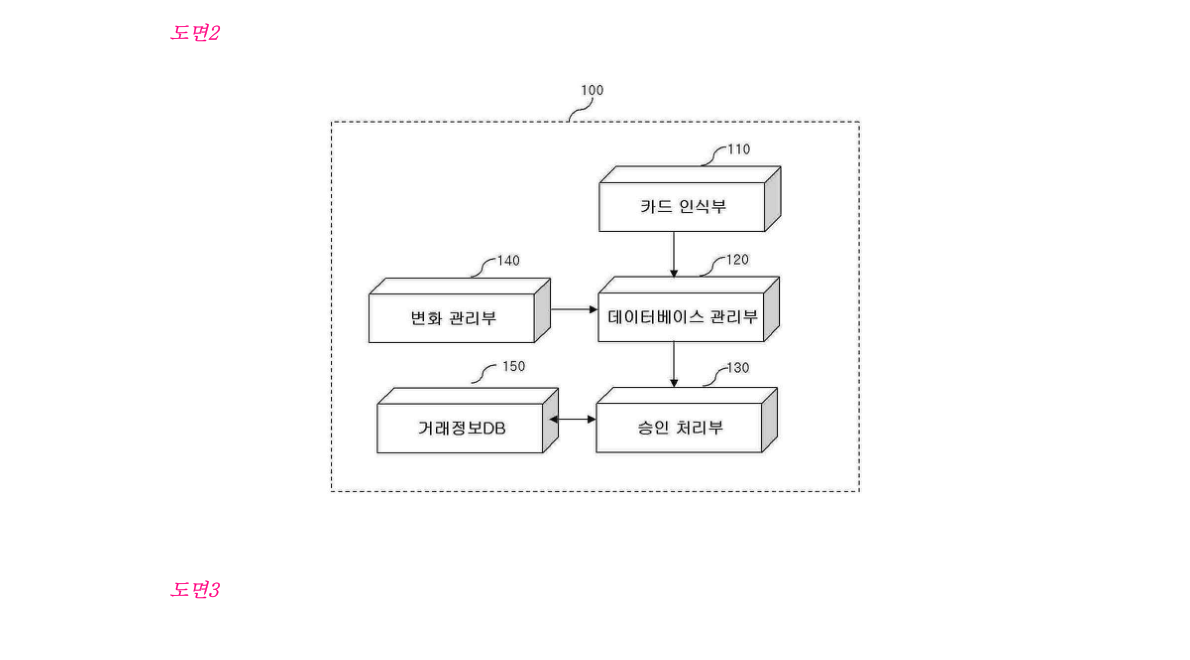 도면2
100
110
카드 인식부
140
120
변화 관리부
데이터베이스 관리부
150
130
거래정보DB
승인 처리부
도면3